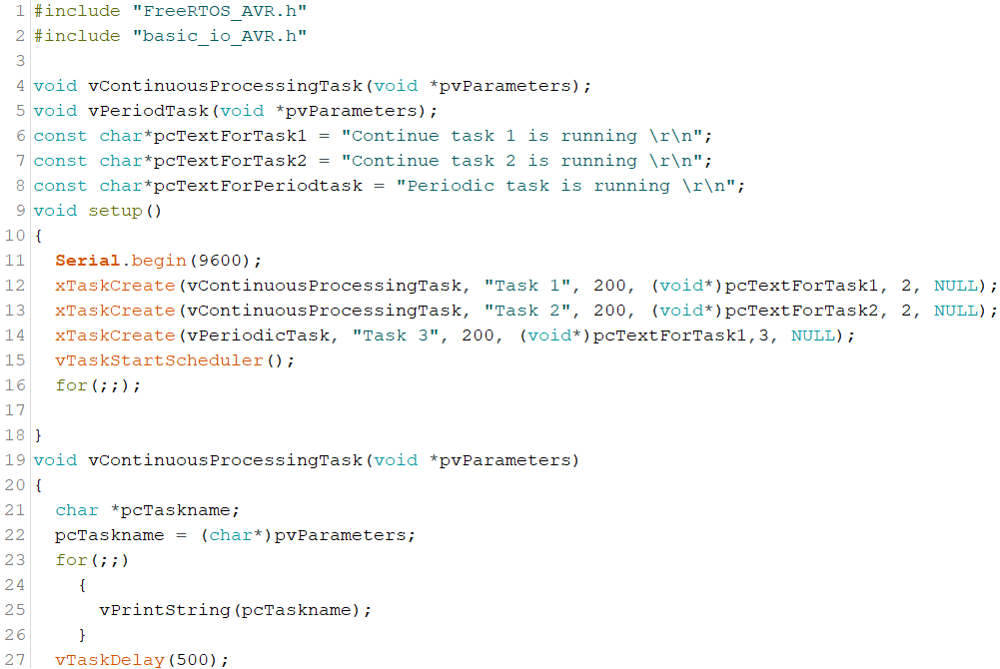 1 #include "FreeRTOS_AVR.h"
2 #include "basic_io_AVR.h"
3
4 void vContinuousProcessingTask(void *pvParameters);
5 void vPeriodTask(void *pvParameters);
6 const char*pcTextForTask1 = "Continue task 1 is running \r\n";
7 const char*pcTextForTask2 = "Continue task 2 is running \r\n";
8 const char*pcTextForPeriodtask = "Periodic task is running \r\n";
9 void setup()
10 {
11   Serial.begin(9600);
12   xTaskCreate(vContinuousProcessingTask, "Task 1", 200, (void*)pcTextForTask1, 2, NULL);
13   xTaskCreate(vContinuousProcessingTask, "Task 2", 200, (void*)pcTextForTask2, 2, NULL);
14   xTaskCreate(vPeriodicTask, "Task 3", 200, (void*)pcTextForTask1,3, NULL);
15   vTaskStartScheduler();
16   for(;;);
17
18 }
19 void vContinuousProcessingTask(void *pvParameters)
20 {
21   char *pcTaskname;
22   pcTaskname = (char*)pvParameters;
23   for(;;)
24     {
25       vPrintString(pcTaskname);
26     }
27   vTaskDelay(500);